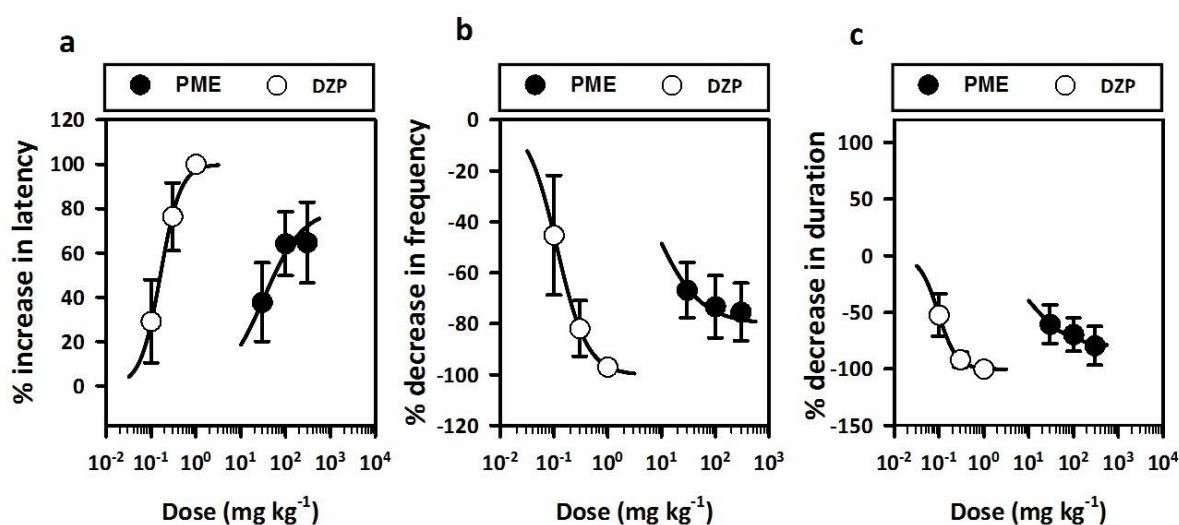 a
PME DZP
% increase in latency
120
100
80
60
40
20
0
10⁻² 10⁻¹ 10⁰ 10¹ 10² 10³ 10⁴
Dose (mg kg⁻¹)
b
PME DZP
% decrease in frequency
0
-20
-40
-60
-80
-100
-120
10⁻² 10⁻¹ 10⁰ 10¹ 10² 10³
Dose (mg kg⁻¹)
c
PME DZP
% decrease in duration
100
50
0
-50
-100
-150
10⁻² 10⁻¹ 10⁰ 10¹ 10² 10³ 10⁴
Dose (mg kg⁻¹)